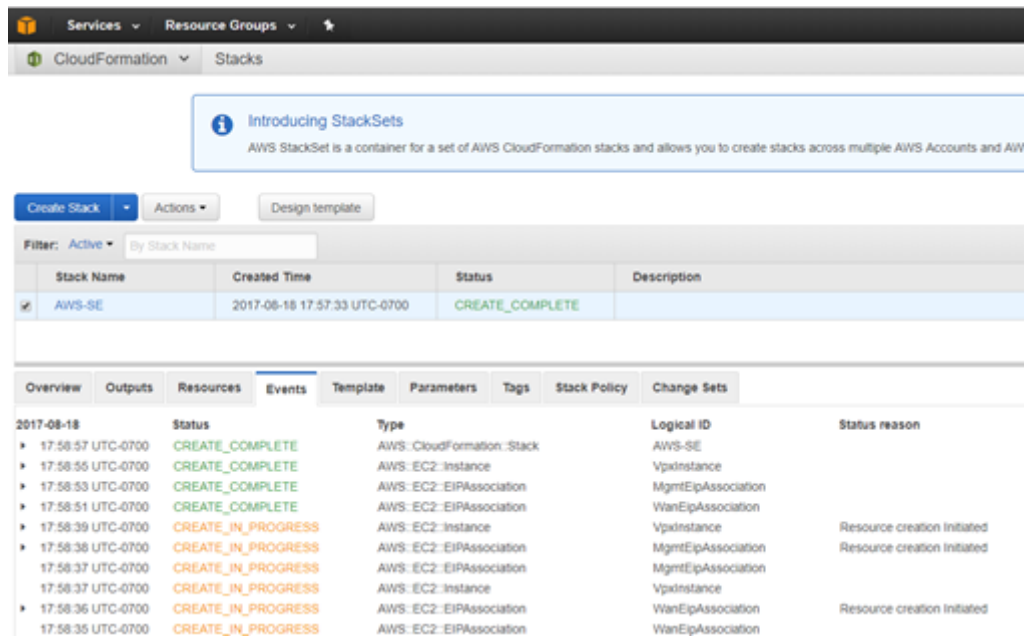 Services Resource Groups
CloudFormation Stacks
Introducing StackSets
AWS StackSet is a container for a set of AWS CloudFormation stacks and allows you to create stacks across multiple AWS Accounts and AW
Create Stack Actions Design template
Filter: Active By Stack Name
Stack Name Created Time Status Description
AWS-SE 2017-08-18 17:57:33 UTC-0700 CREATE_COMPLETE
Overview Outputs Resources Events Template Parameters Tags Stack Policy Change Sets
2017-08-18 Status Type Logical ID Status reason
17:58:57 UTC-0700 CREATE_COMPLETE AWS::CloudFormation::Stack AWS-SE
17:58:55 UTC-0700 CREATE_COMPLETE AWS::EC2::Instance VpxInstance
17:58:53 UTC-0700 CREATE_COMPLETE AWS::EC2::EIPAssociation MgmtEipAssociation
17:58:51 UTC-0700 CREATE_COMPLETE AWS::EC2::EIPAssociation WanEipAssociation
17:58:39 UTC-0700 CREATE_IN_PROGRESS AWS::EC2::Instance VpxInstance Resource creation Initiated
17:58:38 UTC-0700 CREATE_IN_PROGRESS AWS::EC2::EIPAssociation MgmtEipAssociation Resource creation Initiated
17:58:37 UTC-0700 CREATE_IN_PROGRESS AWS::EC2::EIPAssociation MgmtEipAssociation
17:58:37 UTC-0700 CREATE_IN_PROGRESS AWS::EC2::Instance VpxInstance
17:58:36 UTC-0700 CREATE_IN_PROGRESS AWS::EC2::EIPAssociation WanEipAssociation Resource creation Initiated
17:58:35 UTC-0700 CREATE_IN_PROGRESS AWS::EC2::EIPAssociation WanEipAssociation